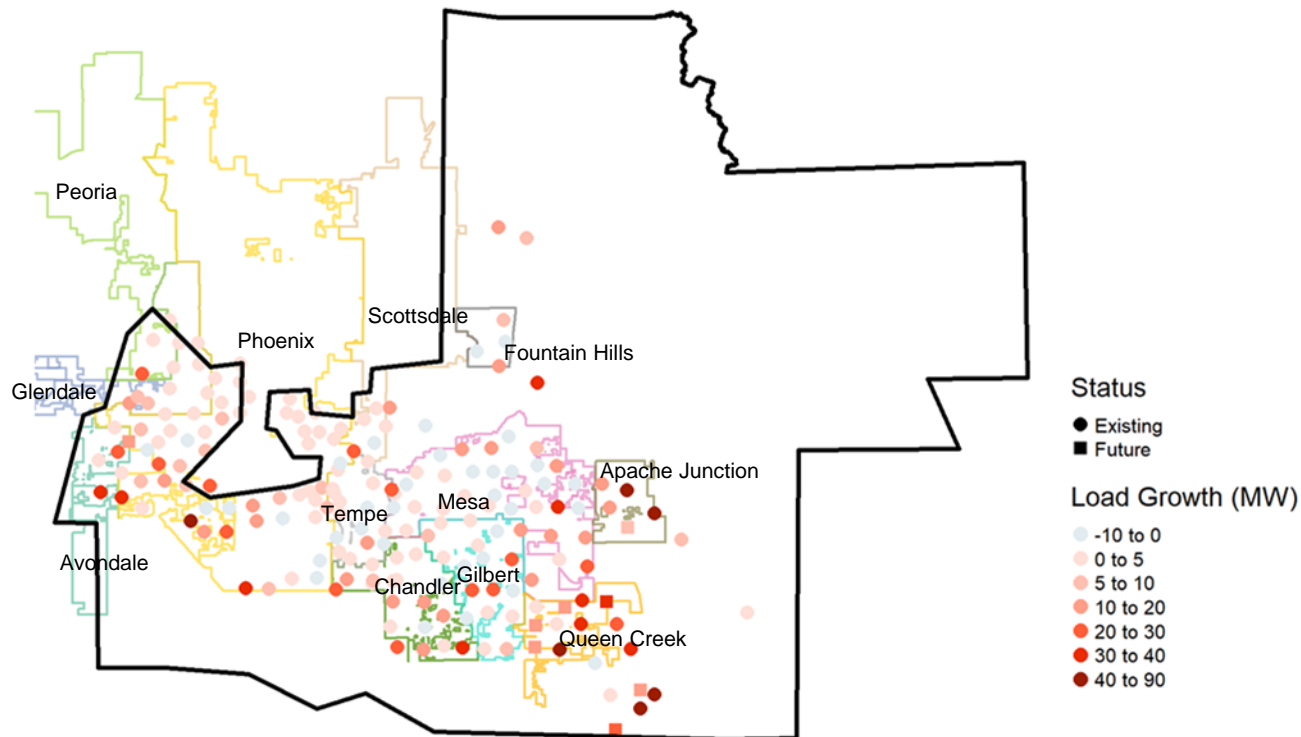 Peoria
Scottsdale
Phoenix
Fountain Hills
Glendale
Apache Junction
Mesa
Tempe
Avondale
Gilbert
Chandler
Queen Creek
Status
Existing
Future
Load Growth (MW)
-10 to 0
0 to 5
5 to 10
10 to 20
20 to 30
30 to 40
40 to 90